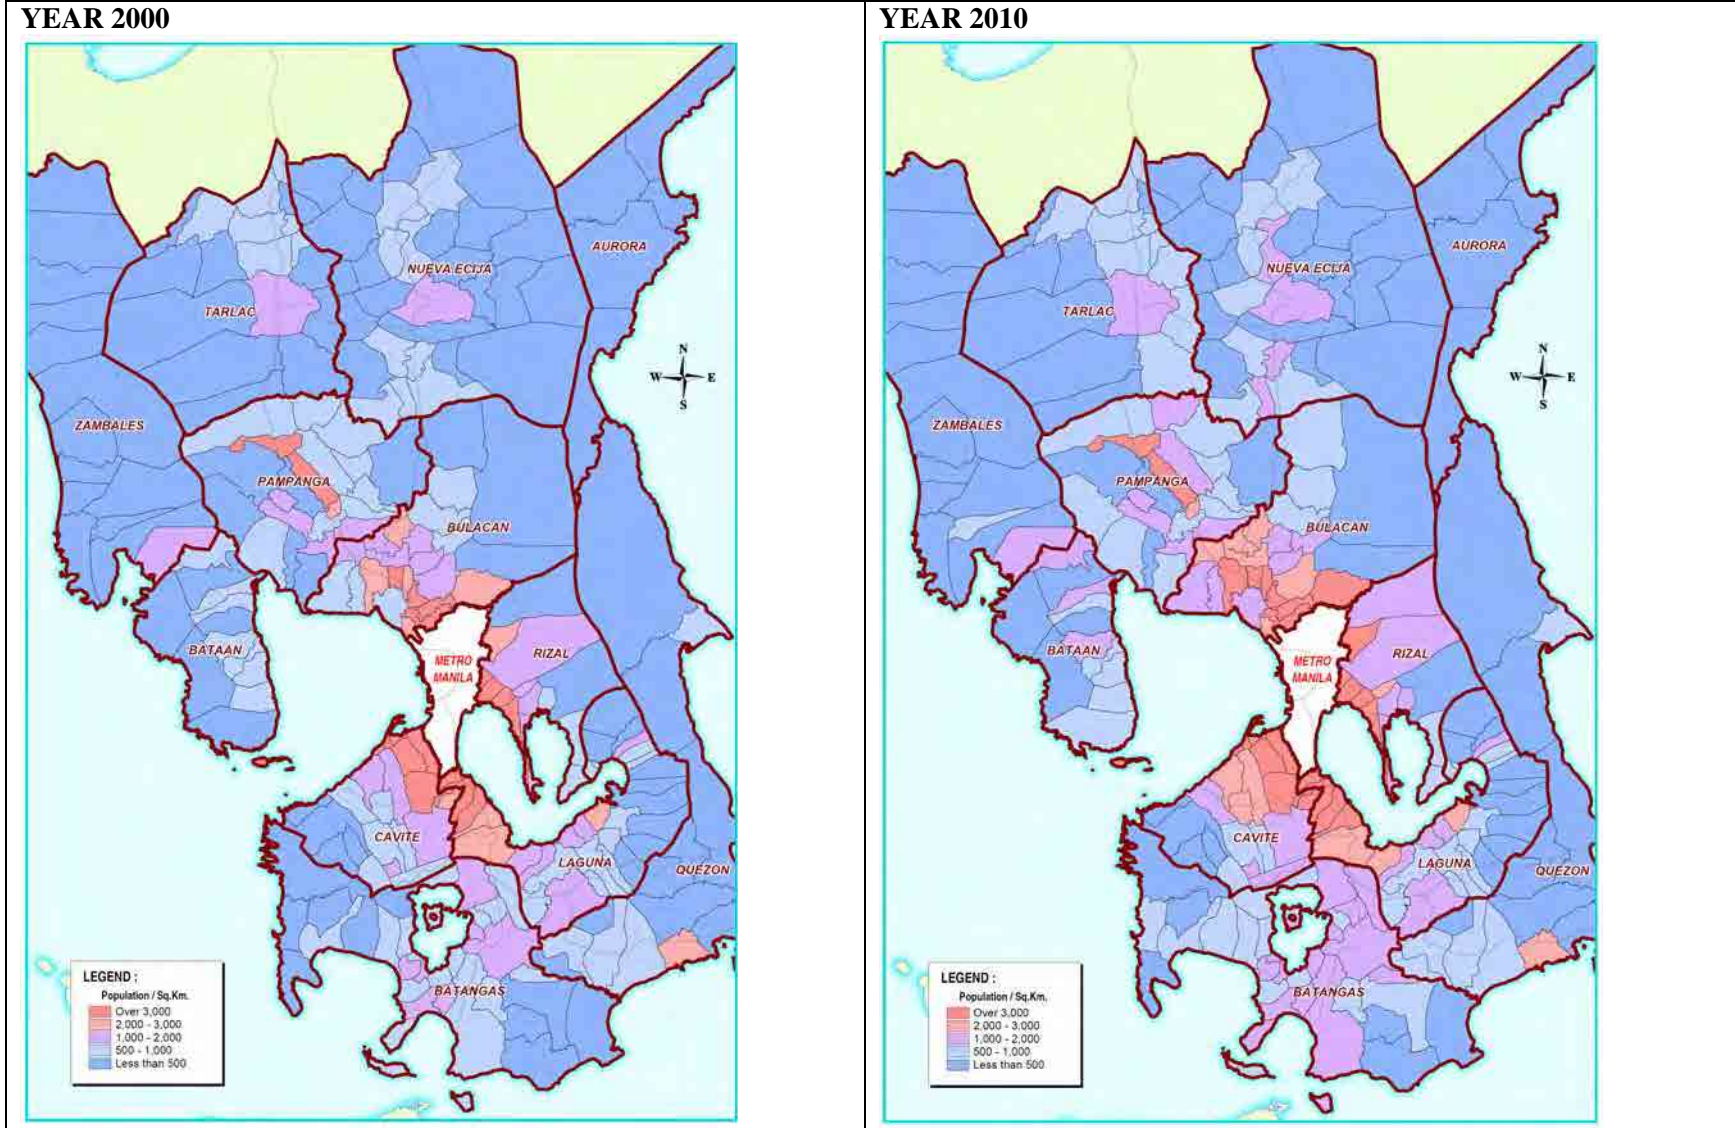 YEAR 2000
AURORA
NUEVA ECIJA
TARLAC
N
W E
S
ZAMBALES
PAMPANGA
BULACAN
BATAAN
METRO
MANILA
RIZAL
CAVITE
LAGUNA
QUEZON
BATANGAS
LEGEND :
Population / Sq.Km.
Over 3,000
2,000 - 3,000
1,000 - 2,000
500 - 1,000
Less than 500
YEAR 2010
AURORA
NUEVA ECIJA
TARLAC
N
W E
S
ZAMBALES
PAMPANGA
BULACAN
BATAAN
METRO
MANILA
RIZAL
CAVITE
LAGUNA
QUEZON
BATANGAS
LEGEND :
Population / Sq.Km.
Over 3,000
2,000 - 3,000
1,000 - 2,000
500 - 1,000
Less than 500